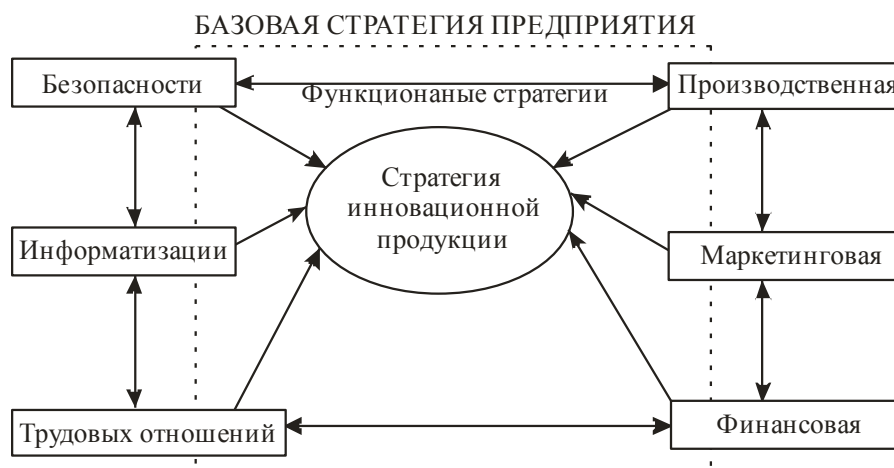 БАЗОВАЯ СТРАТЕГИЯ ПРЕДПРИЯТИЯ
Безопасности
Производственная
Функционаные стратегии
Стратегия
инновационной
продукции
Информатизации
Маркетинговая
Трудовых отношений
Финансовая